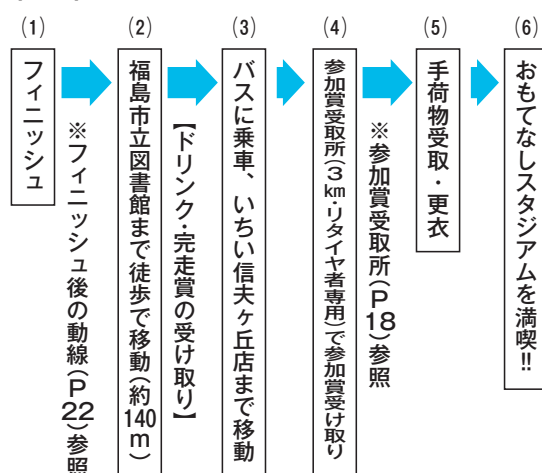 (1)
フィニッシュ
※フィニッシュ後の動線(P22)参照
(2)
福島市立図書館まで徒歩で移動(約140m)
【ドリンク・完走賞の受け取り】
(3)
バスに乗車、いちい信夫ヶ丘店まで移動
(4)
参加賞受取所(3㎞・リタイヤ者専用)で参加賞受け取り
※参加賞受取所(P18)参照
(5)
手荷物受取・更衣
(6)
おもてなしスタジアムを満喫!!